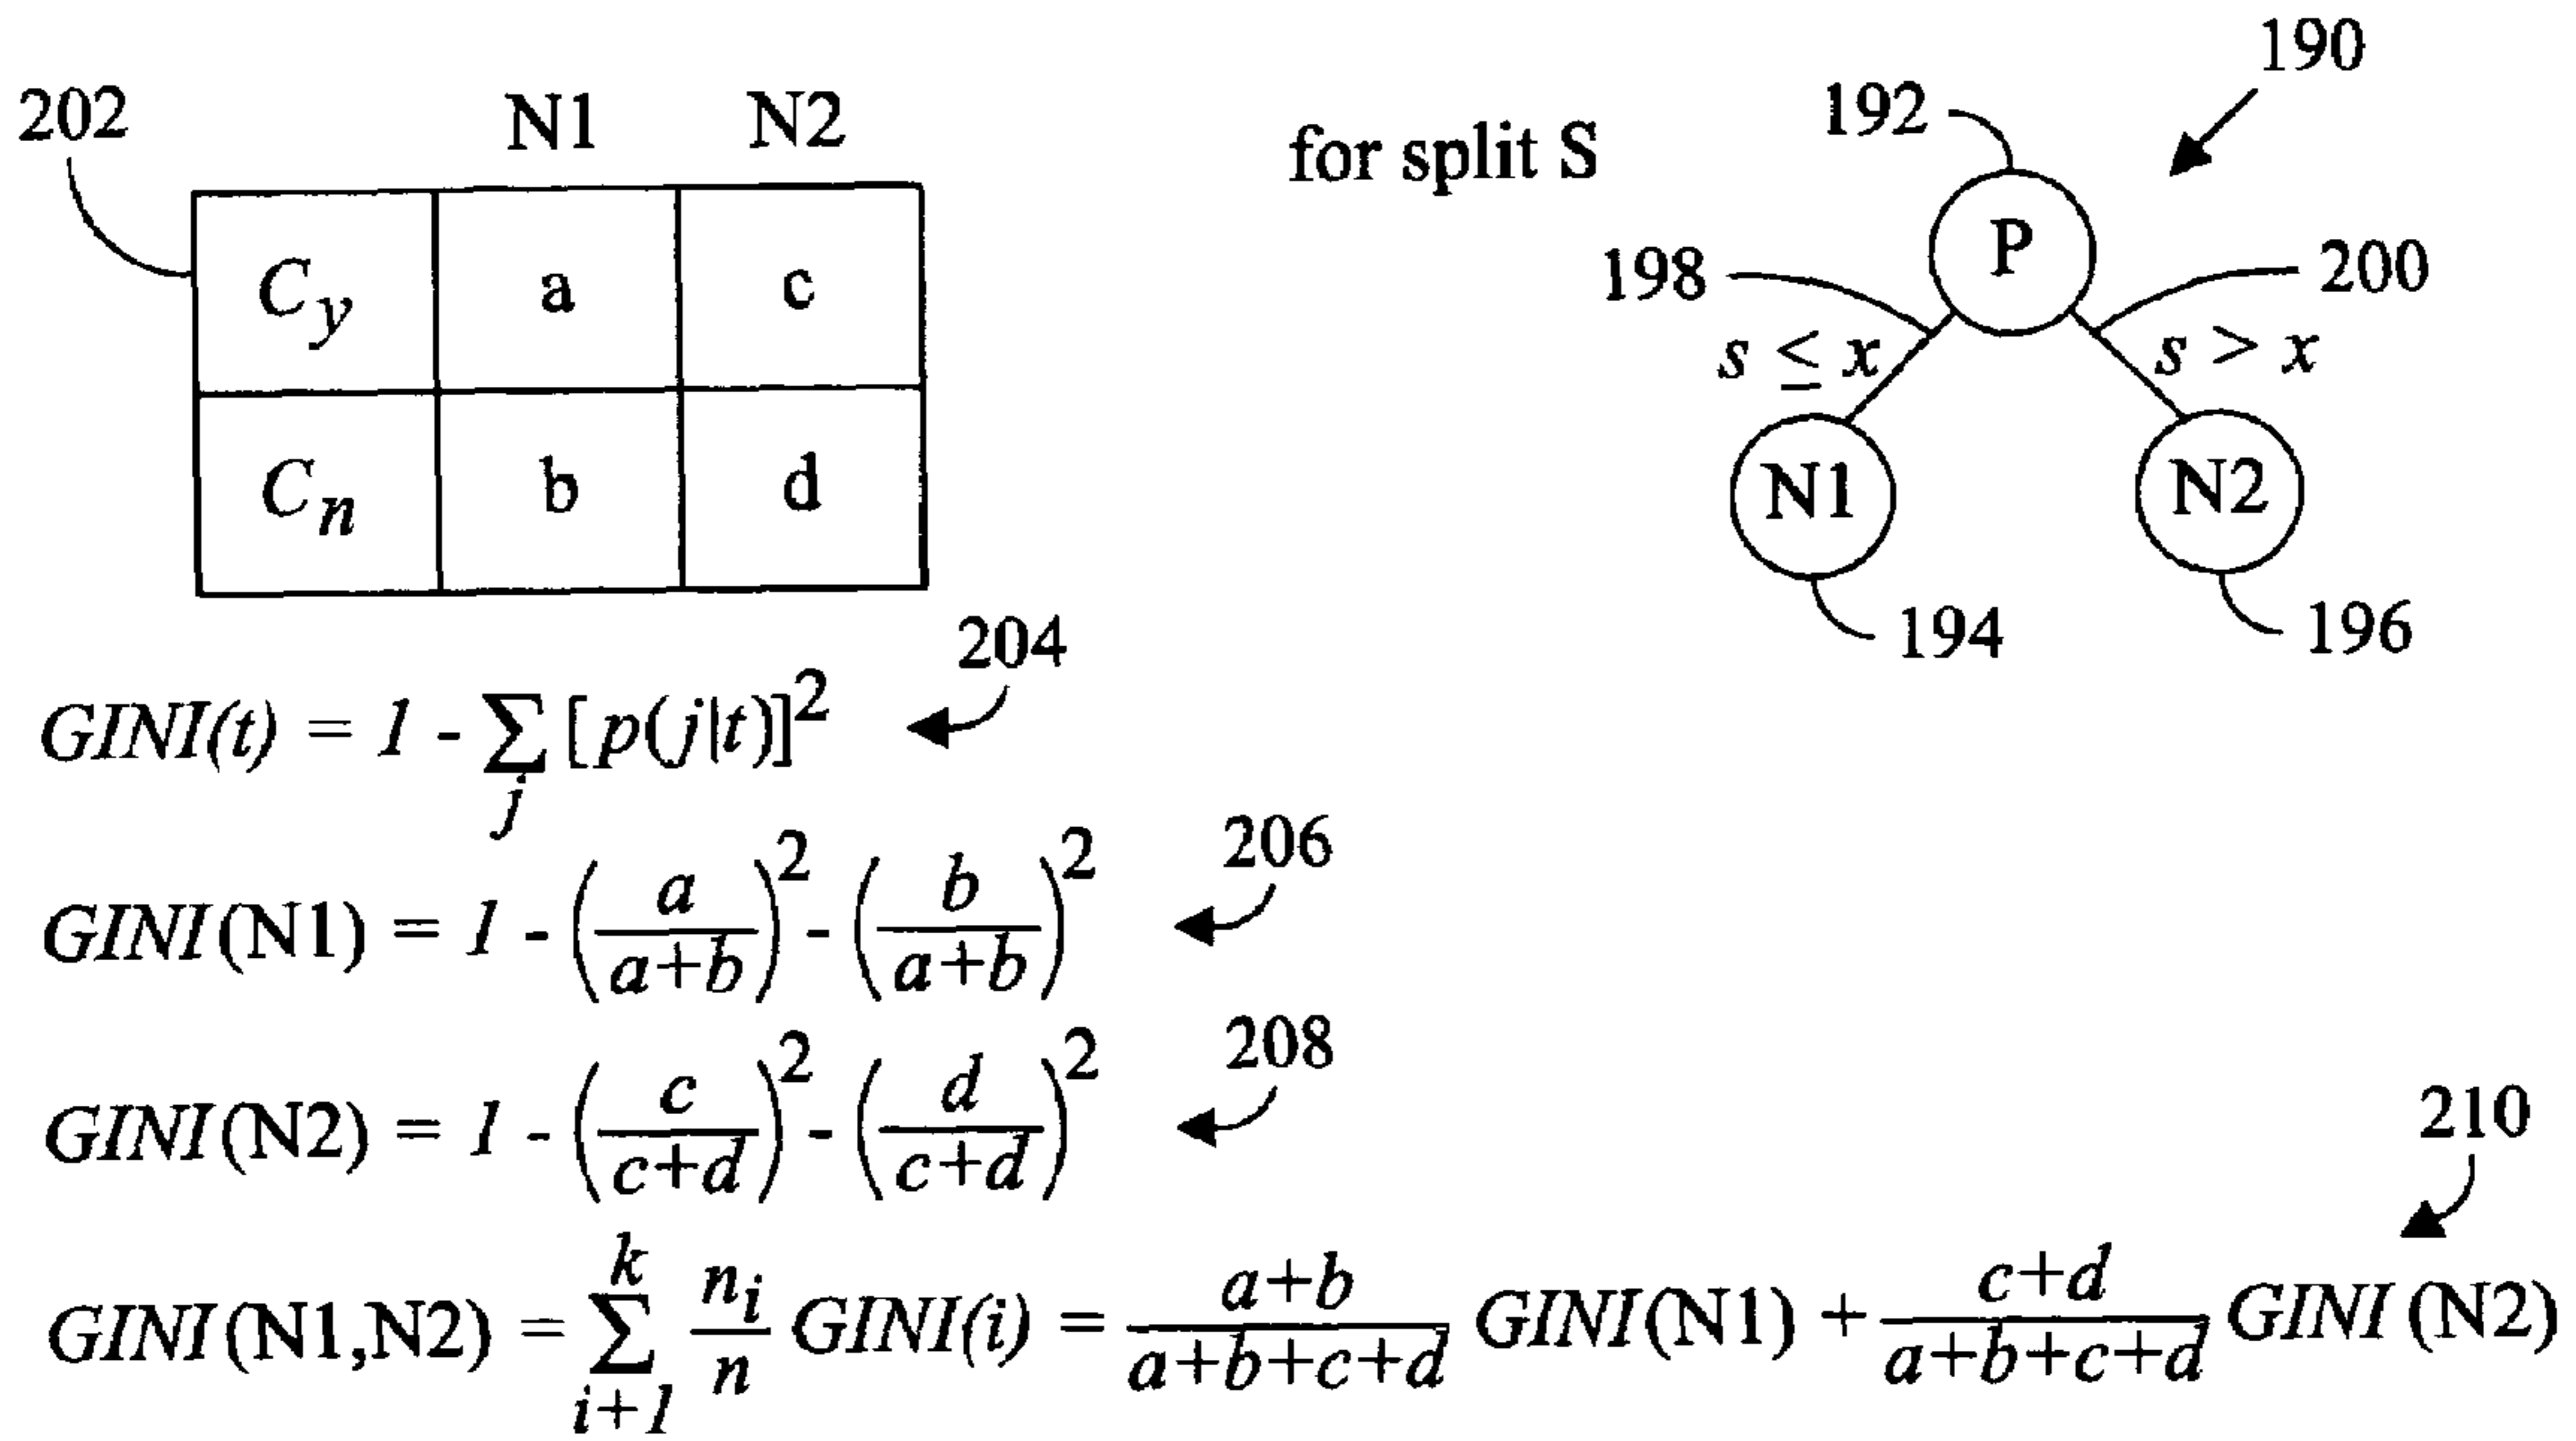 190
202
N1 N2
for split S
192
C_y a c
P
198
200
s ≤ x
s > x
C_n b d
N1
N2
194
196
204
GINI(t) = 1 - ∑_j [p(j|t)]^2
206
GINI(N1) = 1 - (a/(a+b))^2 - (b/(a+b))^2
208
GINI(N2) = 1 - (c/(c+d))^2 - (d/(c+d))^2
210
GINI(N1,N2) = ∑_{i+1}^{k} n_i/n GINI(i) = (a+b)/(a+b+c+d) GINI(N1) + (c+d)/(a+b+c+d) GINI(N2)